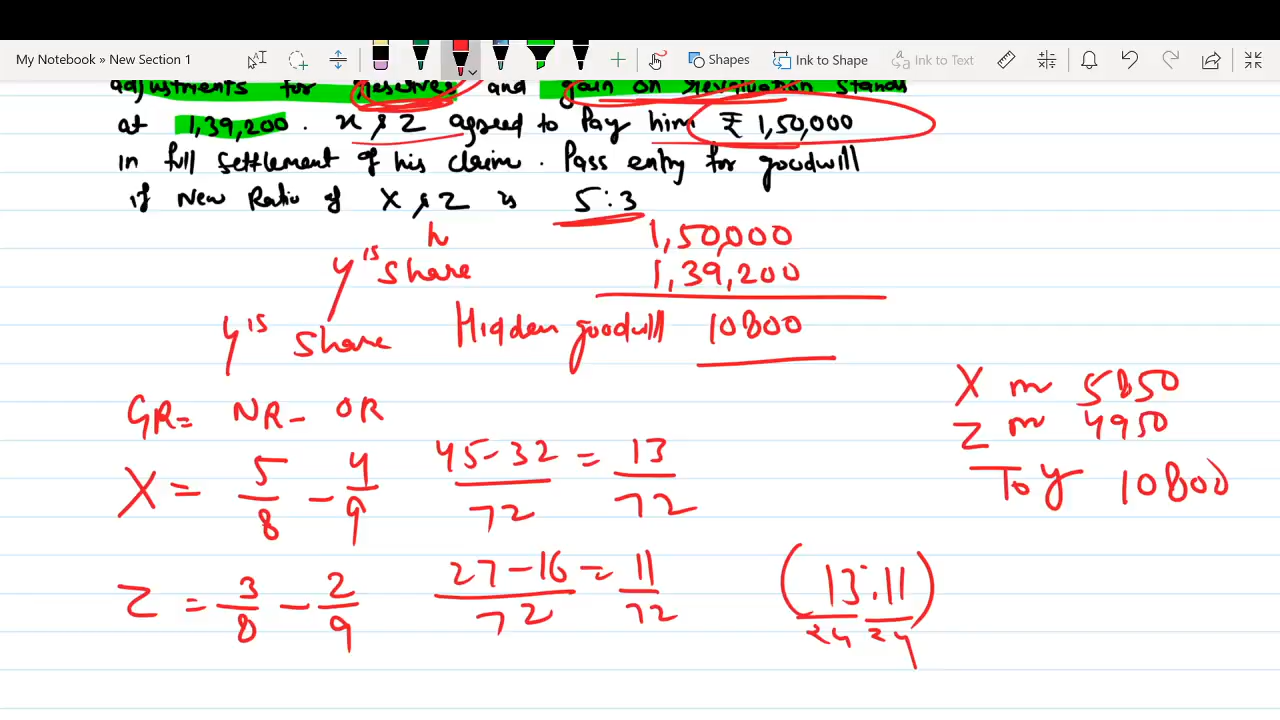 My Notebook » New Section 1
Shapes
Ink to Shape
Ink to Text
adjustments for Reserves and gain on revaluation stands
at 1,39,200. x & Z agreed to Pay him ₹ 1,50,000
in full settlement of his claim. Pass entry for goodwill
if New Ratio of X & Z is 5:3
h 1,50,000
Y's Share 1,39,200
Y's Share Hidden goodwill 10800
GR = NR - OR
X = 5/8 - 4/9 45-32/72 = 13/72
Z = 3/8 - 2/9 27-16/72 = 11/72
(13:11)
24 24
X Dr 5850
Z Dr 4950
To Y 10800